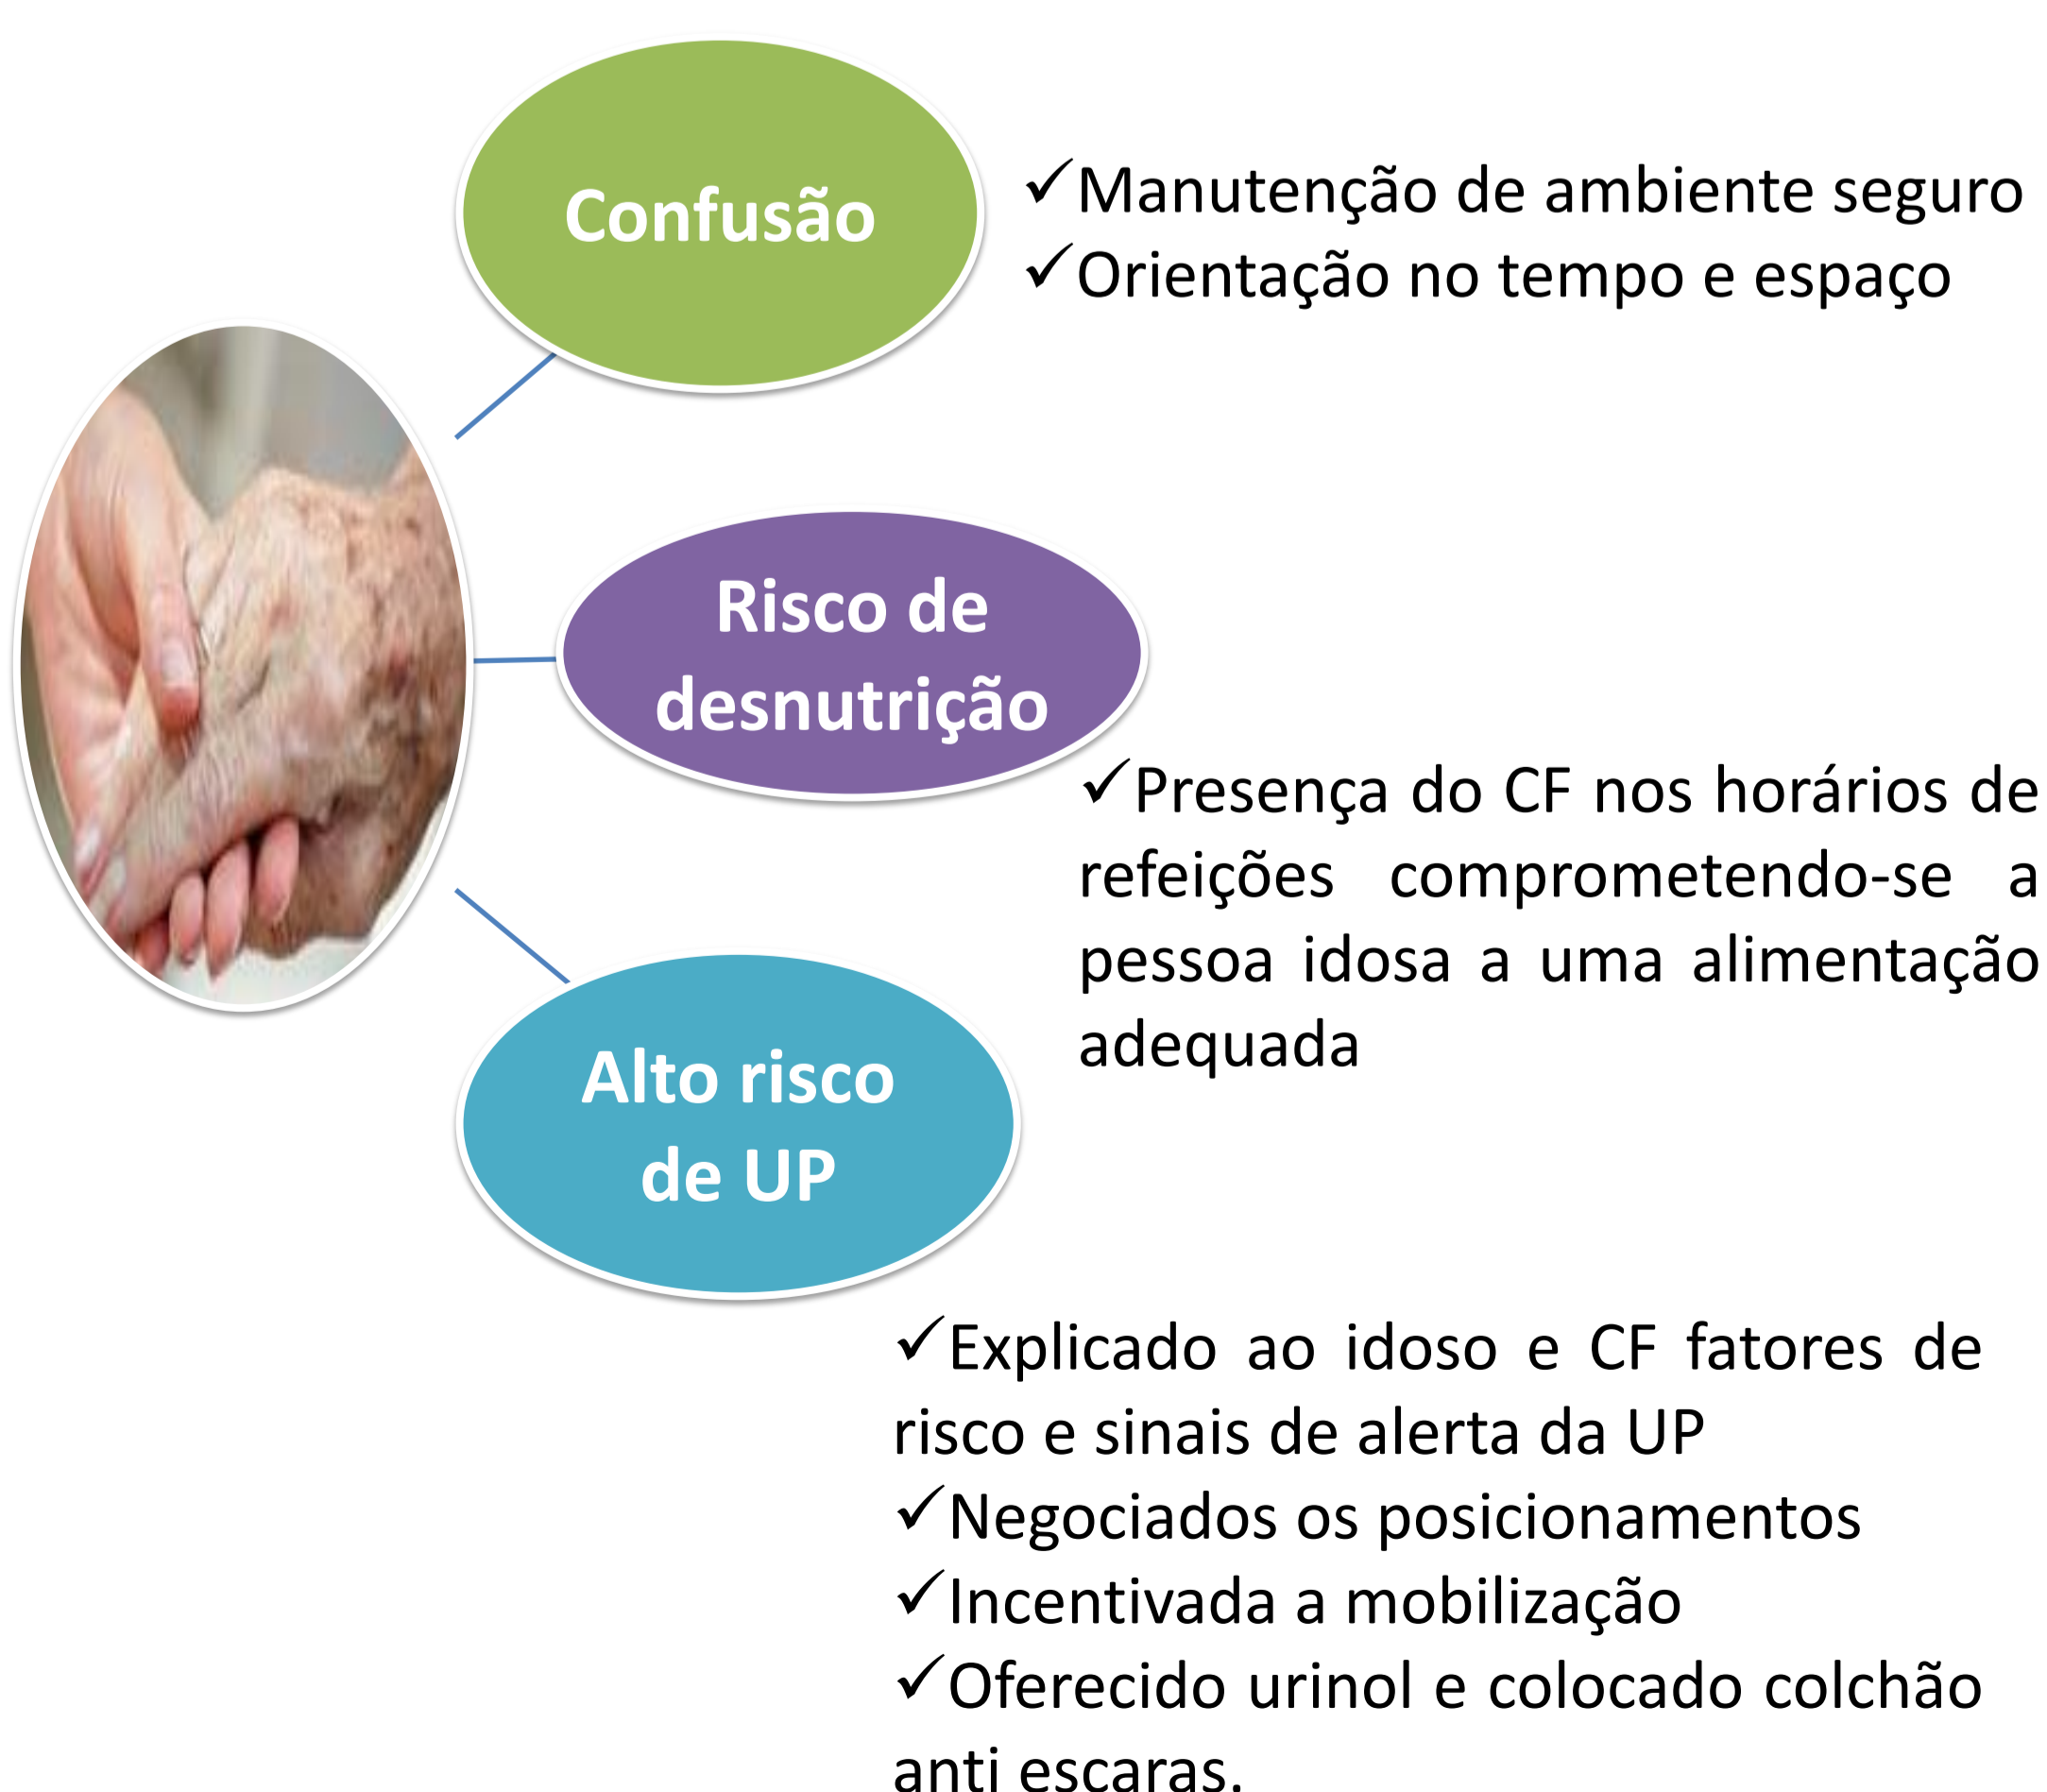 Confusão
✓Manutenção de ambiente seguro
✓Orientação no tempo e espaço
Risco de
desnutrição
✓Presença do CF nos horários de
refeições comprometendo-se a
pessoa idosa a uma alimentação
adequada
Alto risco
de UP
✓Explicado ao idoso e CF fatores de
risco e sinais de alerta da UP
✓Negociados os posicionamentos
✓Incentivada a mobilização
✓Oferecido urinol e colocado colchão
anti escaras.